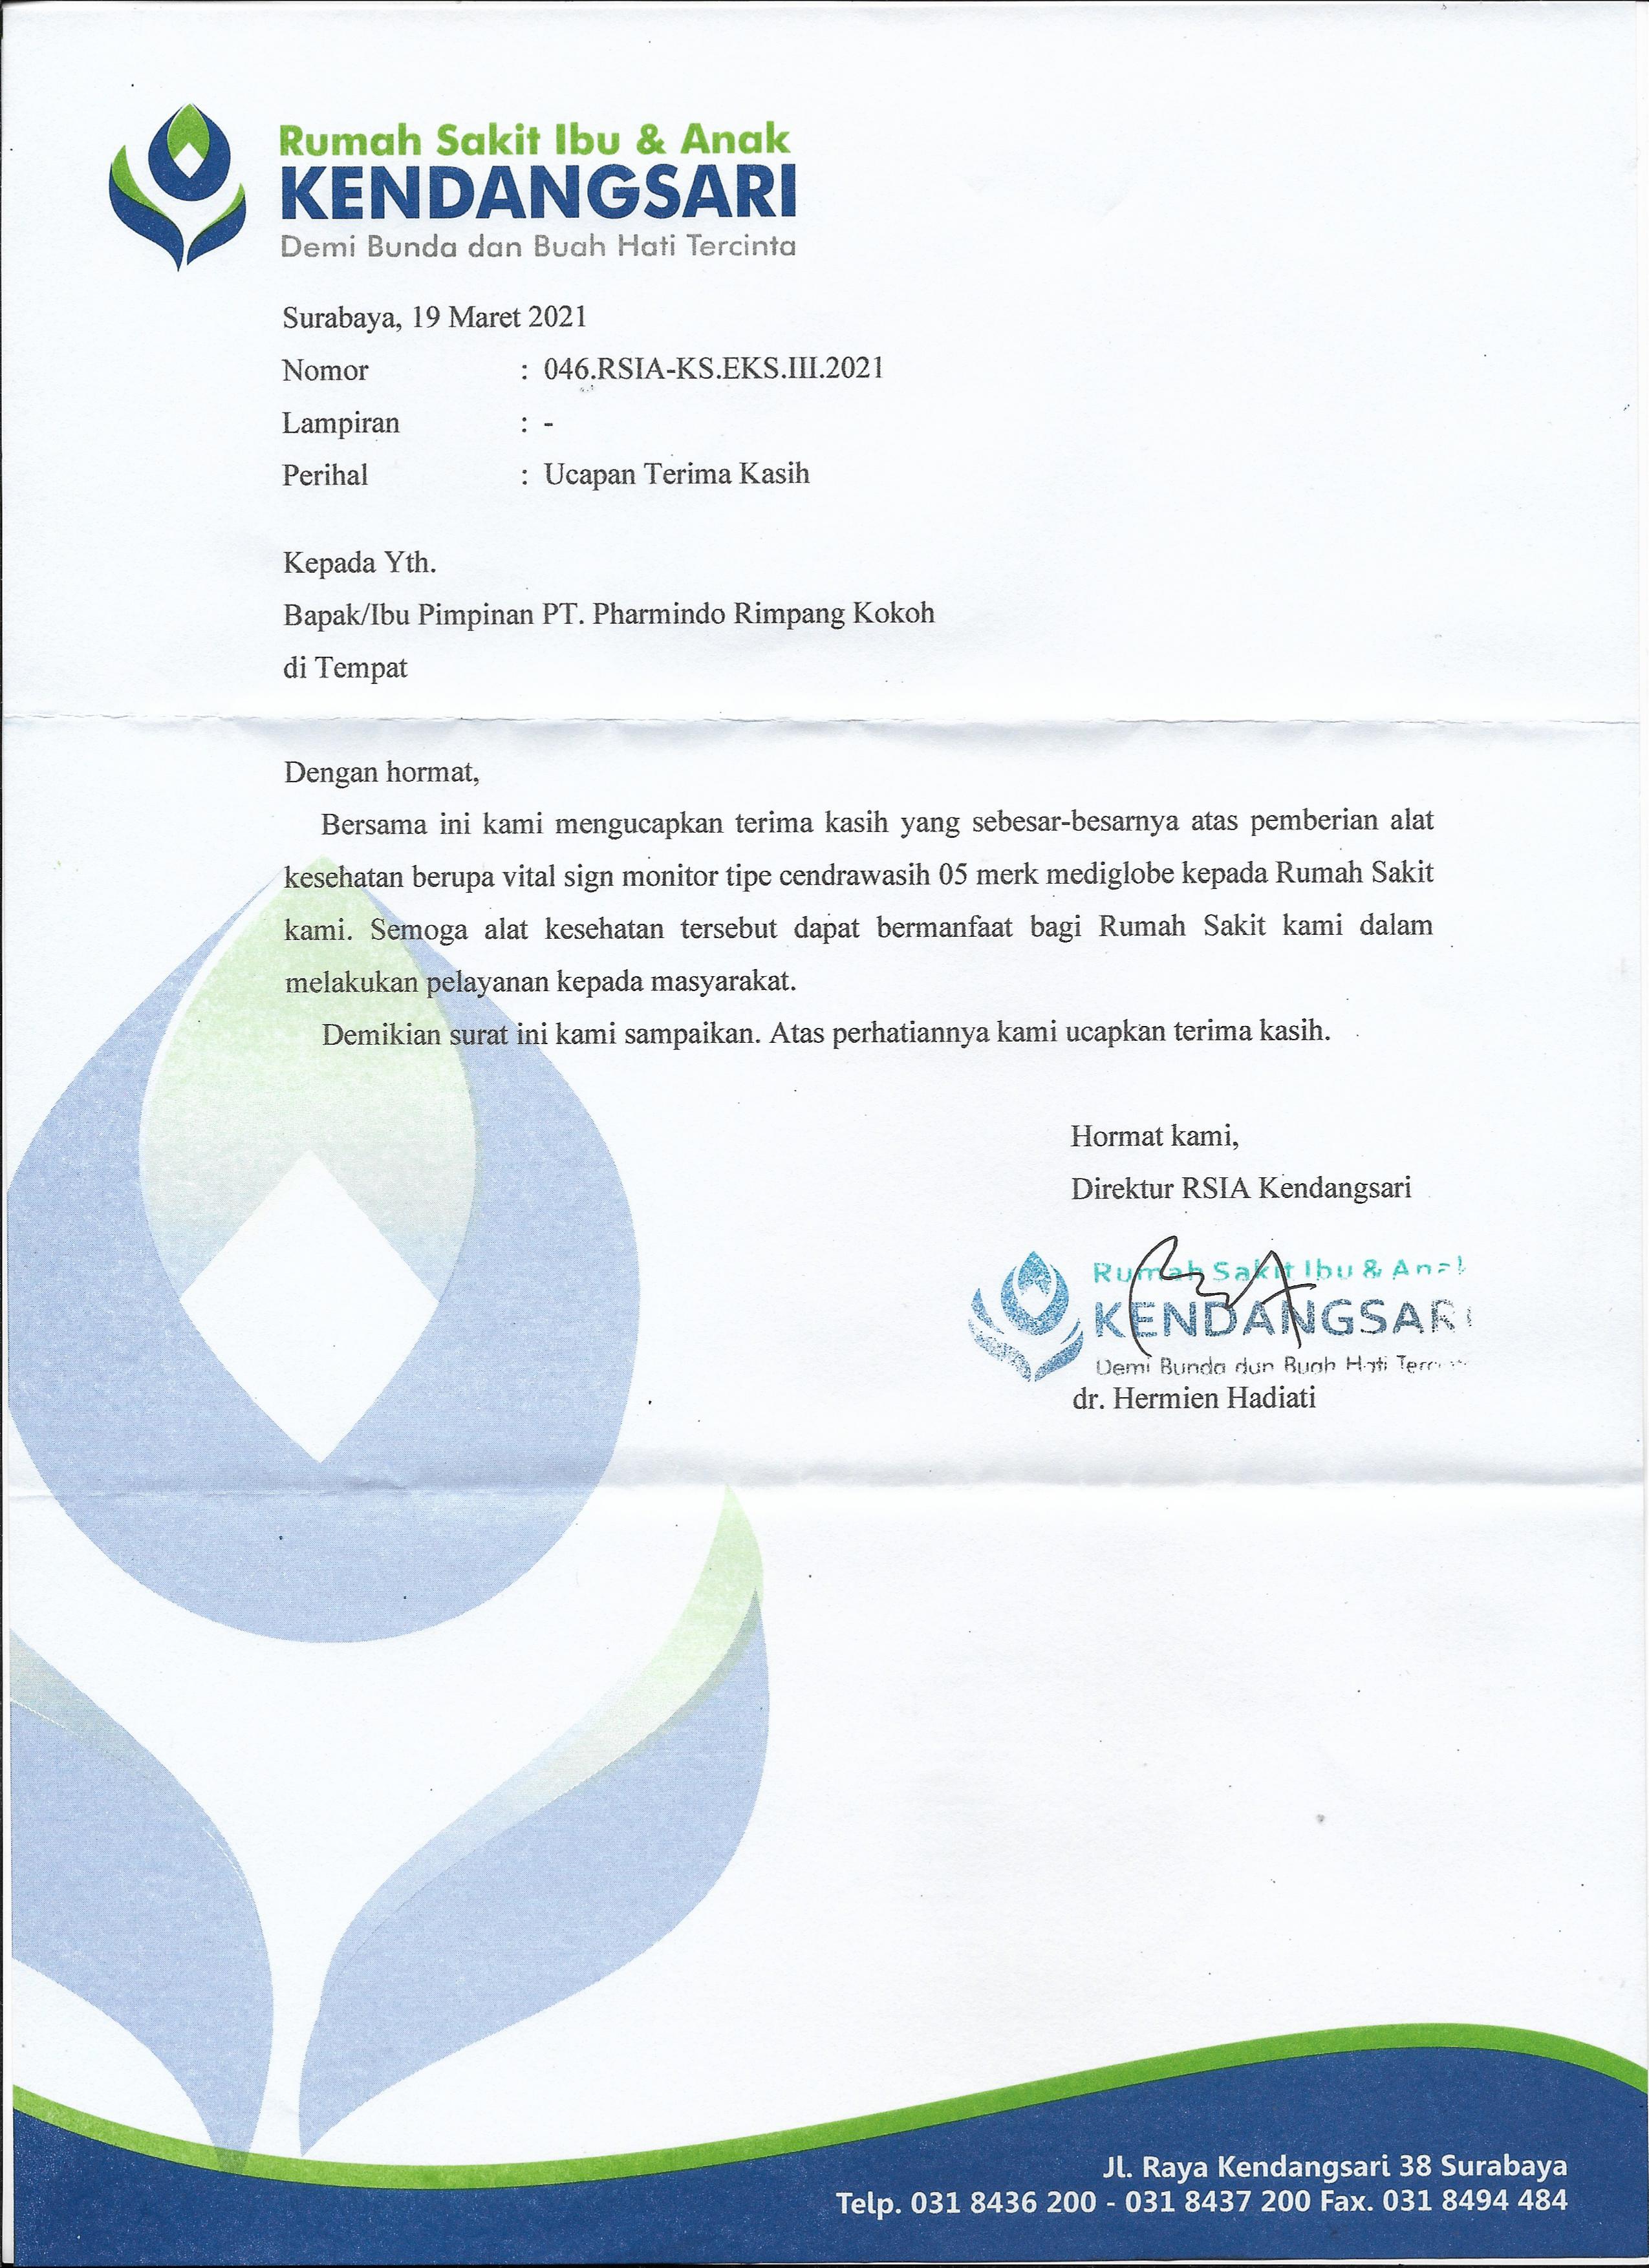 Rumah Sakit Ibu & Anak
KENDANGSARI
Demi Bunda dan Buah Hati Tercinta
Surabaya, 19 Maret 2021
Nomor : 046.RSIA-KS.EKS.III.2021
Lampiran : -
Perihal : Ucapan Terima Kasih
Kepada Yth.
Bapak/Ibu Pimpinan PT. Pharmindo Rimpang Kokoh
di Tempat
Dengan hormat,
Bersama ini kami mengucapkan terima kasih yang sebesar-besarnya atas pemberian alat
kesehatan berupa vital sign monitor tipe cendrawasih 05 merk mediglobe kepada Rumah Sakit
kami. Semoga alat kesehatan tersebut dapat bermanfaat bagi Rumah Sakit kami dalam
melakukan pelayanan kepada masyarakat.
Demikian surat ini kami sampaikan. Atas perhatiannya kami ucapkan terima kasih.
Hormat kami,
Direktur RSIA Kendangsari
Rumah Sakit Ibu & Anak
KENDANGSARI
Demi Bunda dan Buah Hati
dr. Hermien Hadiati
Jl. Raya Kendangsari 38 Surabaya
Telp. 031 8436 200 - 031 8437 200 Fax. 031 8494 484